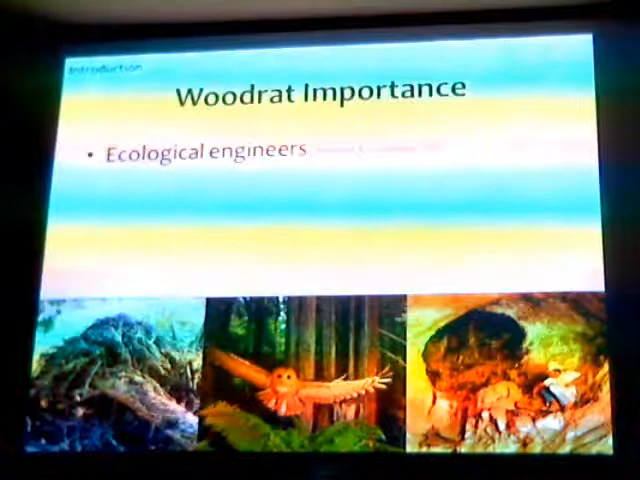 Introduction
Woodrat Importance
• Ecological engineers